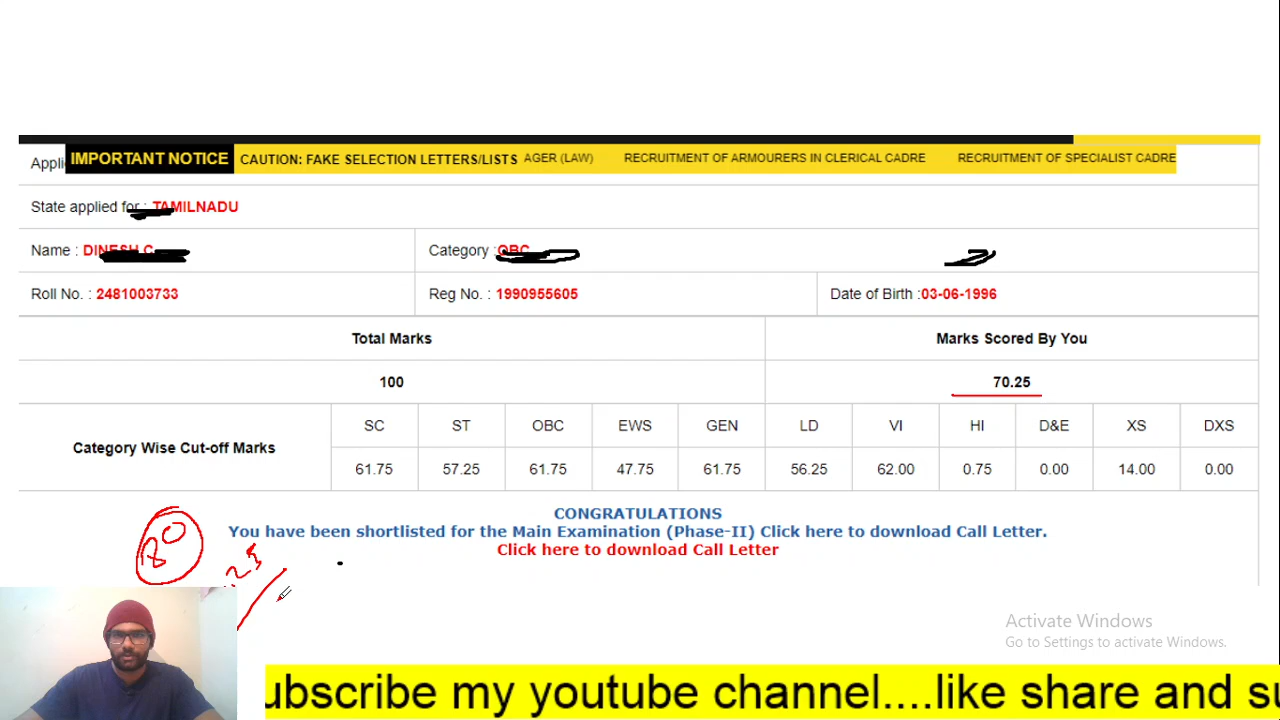 Appli IMPORTANT NOTICE CAUTION: FAKE SELECTION LETTERS/LISTS AGER (LAW) RECRUITMENT OF ARMOURERS IN CLERICAL CADRE RECRUITMENT OF SPECIALIST CADRE
State applied for : TAMILNADU
Name : DINESH C Category :OBC
Roll No. : 2481003733 Reg No. : 1990955605 Date of Birth :03-06-1996
Total Marks Marks Scored By You
100 70.25
Category Wise Cut-off Marks SC ST OBC EWS GEN LD VI HI D&E XS DXS
61.75 57.25 61.75 47.75 61.75 56.25 62.00 0.75 0.00 14.00 0.00
CONGRATULATIONS
You have been shortlisted for the Main Examination (Phase-II) Click here to download Call Letter.
Click here to download Call Letter
80
Activate Windows
Go to Settings to activate Windows.
ubscribe my youtube channel....like share and su